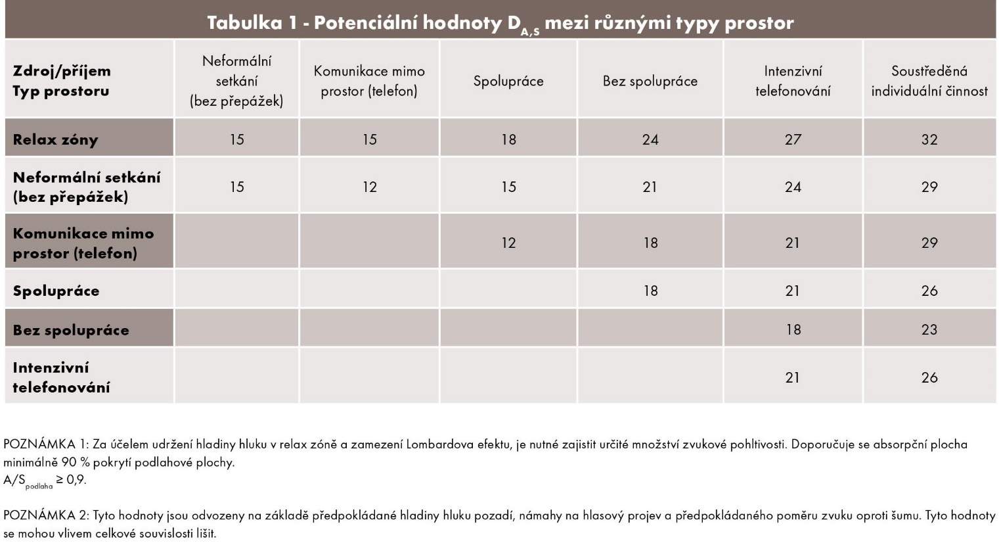 Tabulka 1 - Potenciální hodnoty DA,S mezi různými typy prostor
Zdroj/příjem
Typ prostoru
Neformální
setkání
(bez přepážek)
Komunikace mimo
prostor (telefon)
Spolupráce
Bez spolupráce
Intenzivní
telefonování
Soustředěná
individuální činnost
Relax zóny 15 15 18 24 27 32
Neformální setkání
(bez přepážek) 15 12 15 21 24 29
Komunikace mimo
prostor (telefon) 12 18 21 29
Spolupráce 18 21 26
Bez spolupráce 18 23
Intenzivní
telefonování 21 26
POZNÁMKA 1: Za účelem udržení hladiny hluku v relax zóně a zamezení Lombardova efektu, je nutné zajistit určité množství zvukové pohltivosti. Doporučuje se absorpční plocha
minimálně 90 % pokrytí podlahové plochy.
A/Spodlaha ≥ 0,9.
POZNÁMKA 2: Tyto hodnoty jsou odvozeny na základě předpokládané hladiny hluku pozadí, námahy na hlasový projev a předpokládaného poměru zvuku oproti šumu. Tyto hodnoty
se mohou vlivem celkové souvislosti lišit.